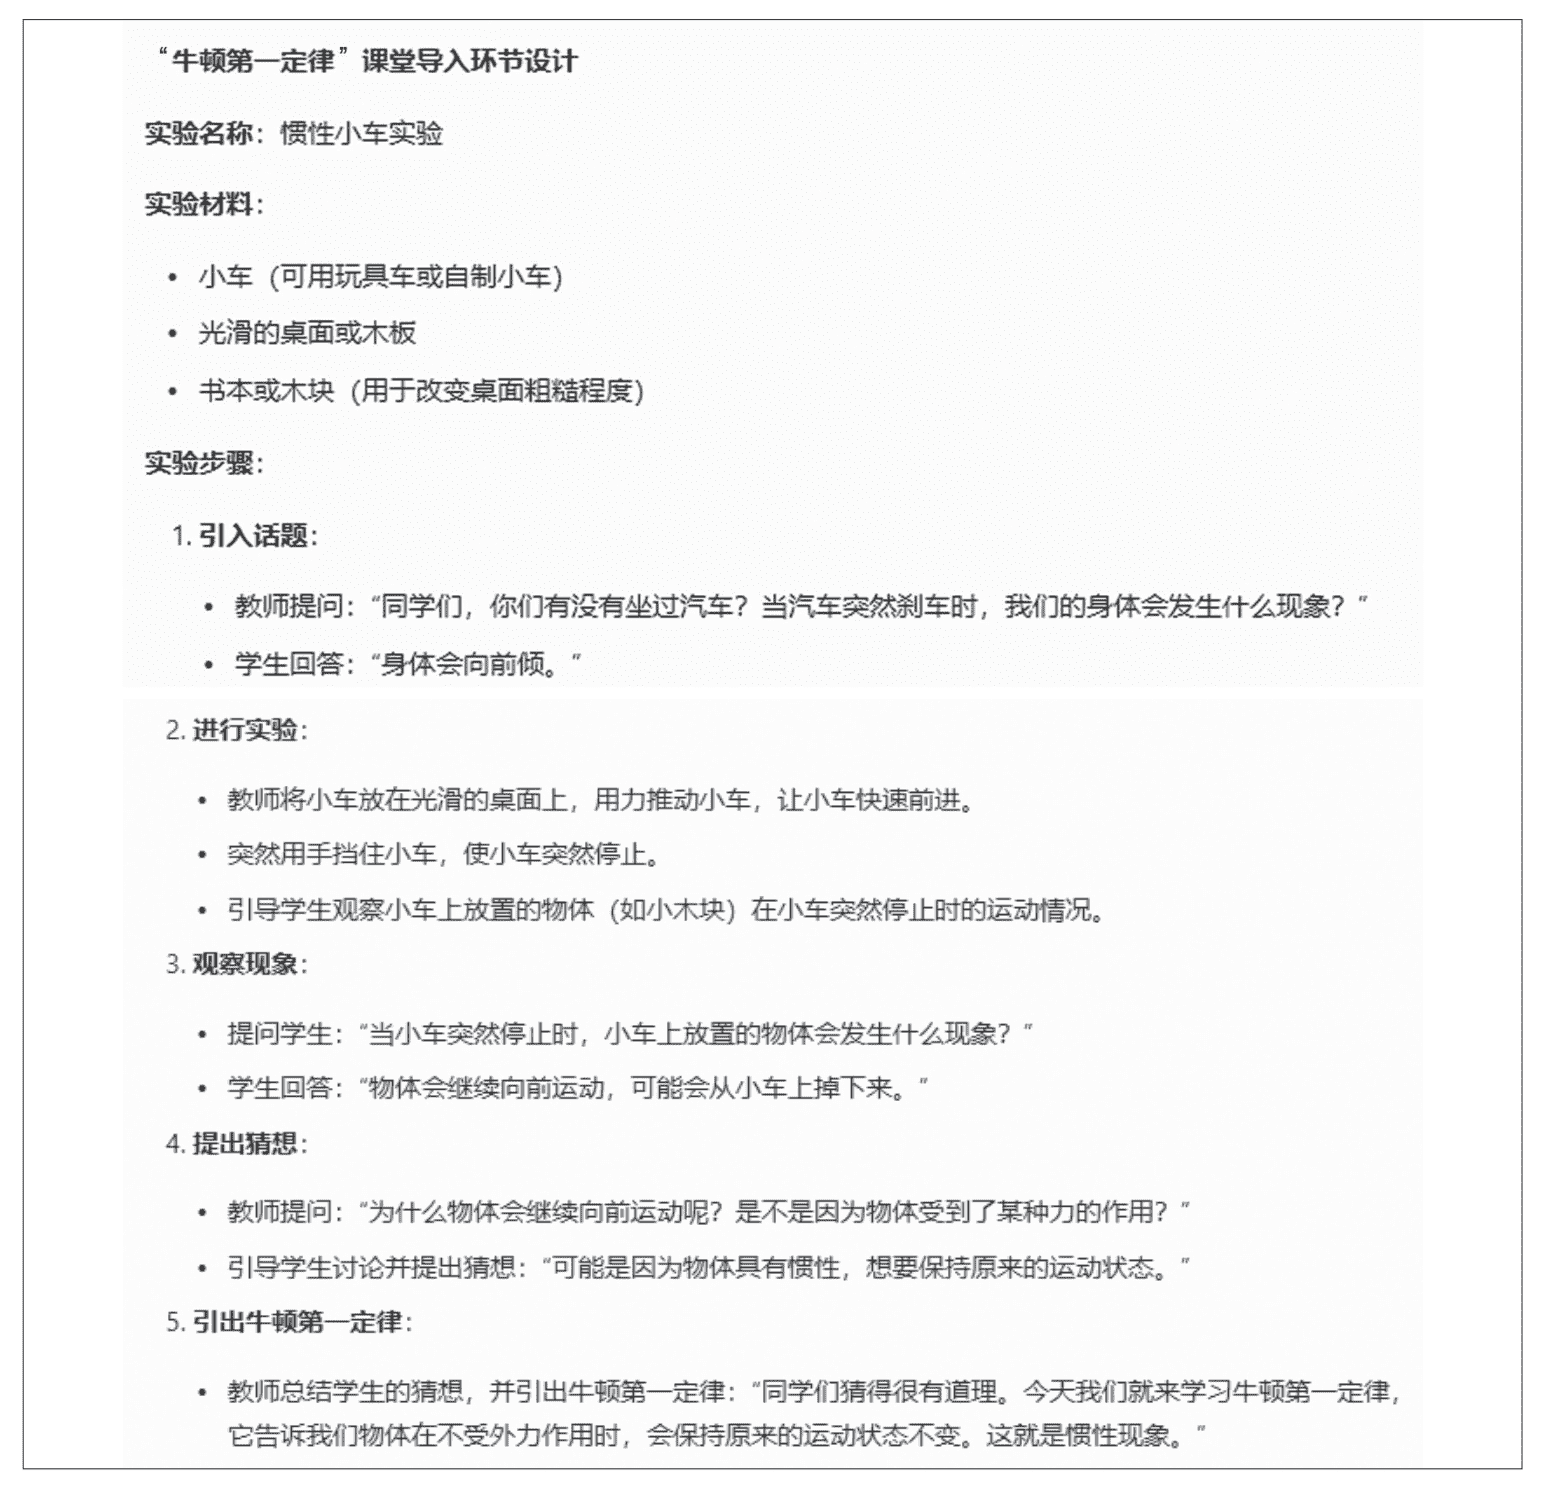 “牛顿第一定律”课堂导入环节设计
实验名称：惯性小车实验
实验材料：
• 小车（可用玩具车或自制小车）
• 光滑的桌面或木板
• 书本或木块（用于改变桌面粗糙程度）
实验步骤：
1. 引入话题：
• 教师提问：“同学们，你们有没有坐过汽车？当汽车突然刹车时，我们的身体会发生什么现象？”
• 学生回答：“身体会向前倾。”
2. 进行实验：
• 教师将小车放在光滑的桌面上，用力推动小车，让小车快速前进。
• 突然用手挡住小车，使小车突然停止。
• 引导学生观察小车上放置的物体（如小木块）在小车突然停止时的运动情况。
3. 观察现象：
• 提问学生：“当小车突然停止时，小车上放置的物体会发生什么现象？”
• 学生回答：“物体会继续向前运动，可能会从小车上掉下来。”
4. 提出猜想：
• 教师提问：“为什么物体会继续向前运动呢？是不是因为物体受到了某种力的作用？”
• 引导学生讨论并提出猜想：“可能是因为物体具有惯性，想要保持原来的运动状态。”
5. 引出牛顿第一定律：
• 教师总结学生的猜想，并引出牛顿第一定律：“同学们猜得很有道理。今天我们就来学习牛顿第一定律，
它告诉我们物体在不受外力作用时，会保持原来的运动状态不变。这就是惯性现象。”